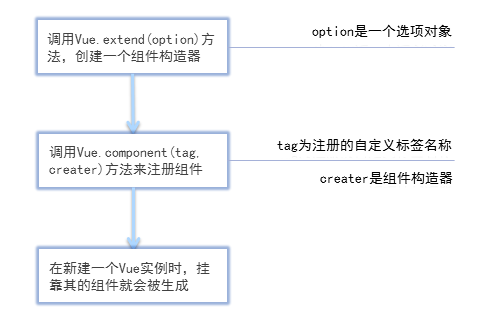 调用Vue.extend(option)方
法，创建一个组件构造器
option是一个选项对象
调用Vue.component(tag,
creater)方法来注册组件
tag为注册的自定义标签名称
creater是组件构造器
在新建一个Vue实例时，挂
靠其的组件就会被生成